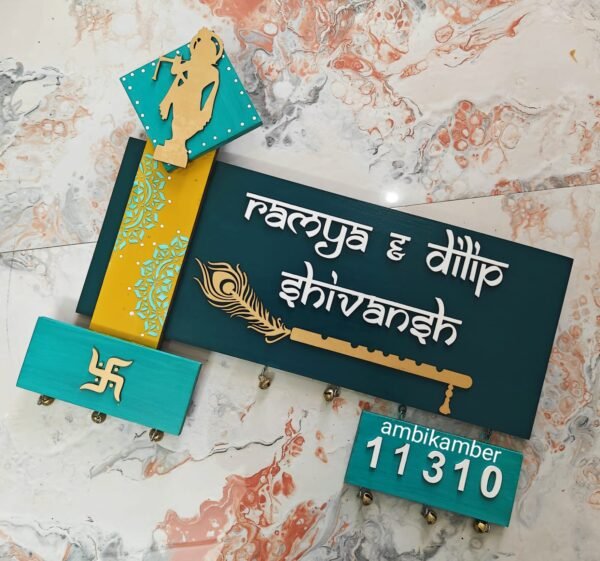 ramya & dilip
shivansh
ambikamber
11310